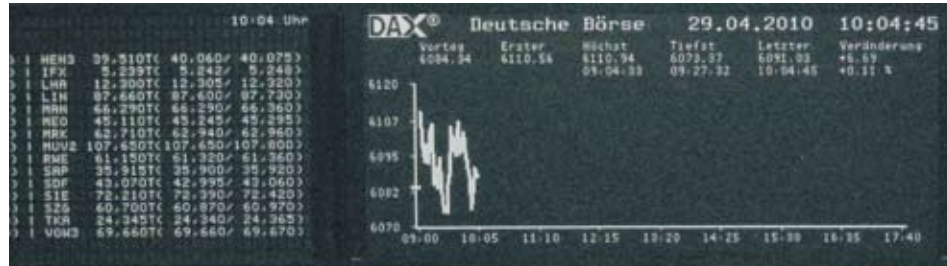 10:04 Uhr
HEN3 39,510T( 40,060/ 40,075)
IFX 5,239T( 5,242/ 5,248)
LHA 12,300T( 12,305/ 12,320)
LIN 87,660T( 87,600/ 87,730)
MAN 66,290T( 66,290/ 66,360)
MEO 45,110T( 45,245/ 45,295)
MRK 62,710T( 62,940/ 62,960)
MUV2 107,650T(107,650/107,800)
RWE 61,150T( 61,320/ 61,360)
SAP 35,915T( 35,900/ 35,920)
SDF 43,070T( 42,995/ 43,060)
SIE 72,210T( 72,390/ 72,420)
SZG 60,700T( 60,870/ 60,970)
TKA 24,345T( 24,340/ 24,365)
VOW3 69,660T( 69,660/ 69,670)
DAX® Deutsche Börse 29.04.2010 10:04:45
Vortag Erster Höchst Tiefst Letzter Veränderung
6084.34 6110.56 6110.94 6073.37 6091.03 +6.69
09:04:33 09:27:32 10:04:45 +0.11 %
6120
6107
6095
6082
6070
09:00 10:05 11:10 12:15 13:20 14:25 15:30 16:35 17:40